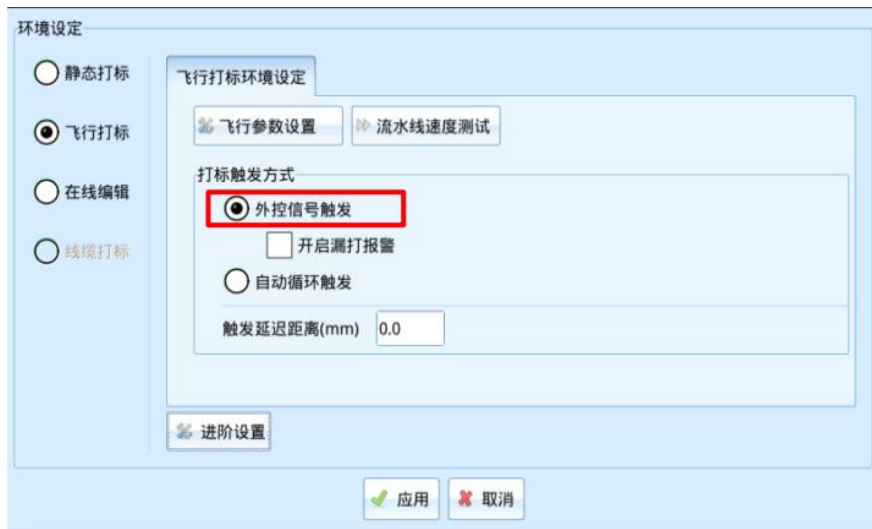 环境设定
静态打标
飞行打标
在线编辑
线缆打标
飞行打标环境设定
飞行参数设置
流水线速度测试
打标触发方式
外控信号触发
开启漏打报警
自动循环触发
触发延迟距离(mm) 0.0
进阶设置
应用
取消